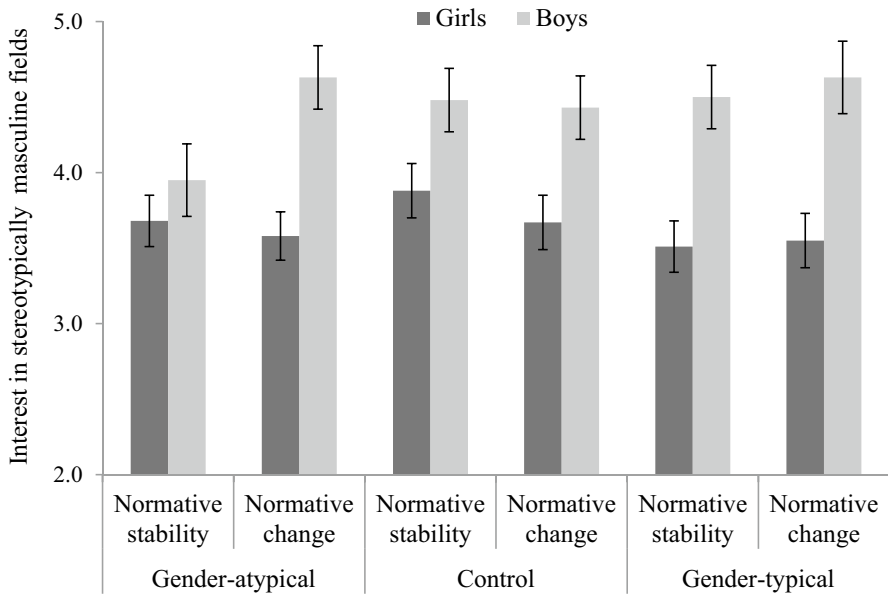 Girls Boys
5.0
4.0
3.0
2.0
Interest in stereotypically masculine fields
Normative stability
Normative change
Normative stability
Normative change
Normative stability
Normative change
Gender-atypical
Control
Gender-typical